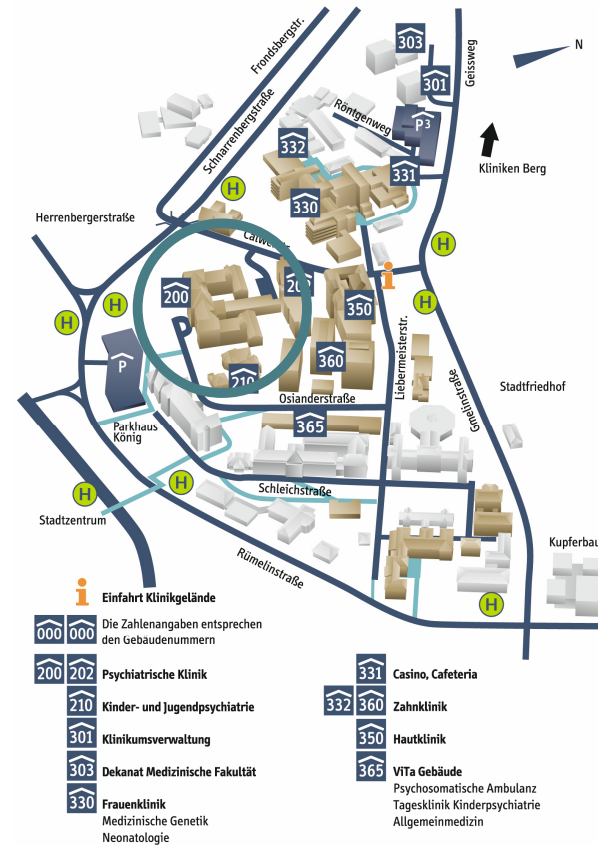 Frondsbergstr.
Schnarrenbergstraße
303
Geissweg
N
301
Röntgenweg
P3
332
331
Kliniken Berg
H
330
Herrenbergerstraße
H
Calwer
200
350
H
H
H
P
360
210
Liebermeisterstr.
Gmelinstraße
Stadtfriedhof
Osianderstraße
365
Parkhaus
König
H
H
Schleichstraße
Stadtzentrum
Rümelinstraße
Kupferbau
H
i
i Einfahrt Klinikgelände
000 000 Die Zahlenangaben entsprechen
den Gebäudenummern
200 202 Psychiatrische Klinik
210 Kinder- und Jugendpsychiatrie
301 Klinikumsverwaltung
303 Dekanat Medizinische Fakultät
330 Frauenklinik
Medizinische Genetik
Neonatologie
331 Casino, Cafeteria
332 360 Zahnklinik
350 Hautklinik
365 ViTa Gebäude
Psychosomatische Ambulanz
Tagesklinik Kinderpsychiatrie
Allgemeinmedizin